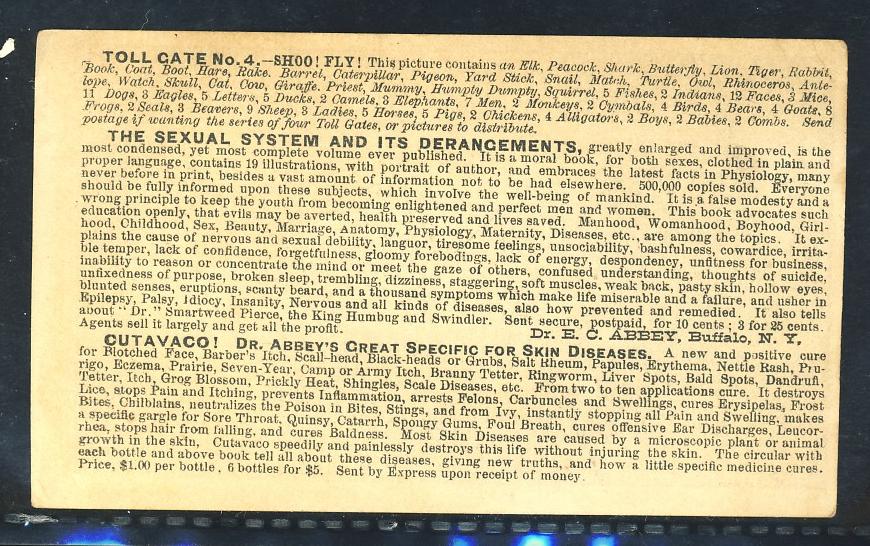 TOLL GATE No. 4.—SHOO! FLY! This picture contains an Elk, Peacock, Shark, Butterfly, Lion, Tiger, Rabbit,
Book, Coat, Boot, Hare, Rake, Barrel, Caterpillar, Pigeon, Yard Stick, Snail, Match, Turtle, Owl, Rhinoceros, Ante-
lope, Watch, Skull, Cat, Cow, Giraffe, Priest, Mummy, Humpty Dumpty, Squirrel, 5 Fishes, 2 Indians, 12 Faces, 3 Mice,
11 Dogs, 3 Eagles, 5 Letters, 5 Ducks, 2 Camels, 3 Elephants, 7 Men, 2 Monkeys, 2 Cymbals, 4 Birds, 4 Bears, 4 Goats, 8
Frogs, 2 Seals, 3 Beavers, 9 Sheep, 3 Ladies, 5 Horses, 5 Pigs, 2 Chickens, 4 Alligators, 2 Boys, 2 Babies, 2 Combs. Send
postage if wanting the series of four Toll Gates, or pictures to distribute.
THE SEXUAL SYSTEM AND ITS DERANGEMENTS, greatly enlarged and improved, is the
most condensed, yet most complete volume ever published. It is a moral book, for both sexes, clothed in plain and
proper language, contains 19 illustrations, with portrait of author, and embraces the latest facts in Physiology, many
never before in print, besides a vast amount of information not to be had elsewhere. 500,000 copies sold. Everyone
should be fully informed upon these subjects, which involve the well-being of mankind. It is a false modesty and a
wrong principle to keep the youth from becoming enlightened and perfect men and women. This book advocates such
education openly, that evils may be averted, health preserved and lives saved. Manhood, Womanhood, Boyhood, Girl-
hood, Childhood, Sex, Beauty, Marriage, Anatomy, Physiology, Maternity, Diseases, etc., are among the topics. It ex-
plains the cause of nervous and sexual debility, languor, tiresome feelings, unsociability, bashfulness, cowardice, irrita-
ble temper, lack of confidence, forgetfulness, gloomy forebodings, lack of energy, despondency, unfitness for business,
inability to reason or concentrate the mind or meet the gaze of others, confused understanding, thoughts of suicide,
unfixedness of purpose, broken sleep, trembling, dizziness, staggering, soft muscles, weak back, pasty skin, hollow eyes,
blunted senses, eruptions, scanty beard, and a thousand symptoms which make life miserable and a failure, and usher in
Epilepsy, Palsy, Idiocy, Insanity, Nervous and all kinds of diseases, also how prevented and remedied. It also tells
about "Dr." Smartweed Pierce, the King Humbug and Swindler. Sent secure, postpaid, for 10 cents; 3 for 25 cents.
Agents sell it largely and get all the profit. Dr. E. C. ABBEY, Buffalo, N. Y.
CUTAVACO! DR. ABBEY'S GREAT SPECIFIC FOR SKIN DISEASES. A new and positive cure
for Blotched Face, Barber's Itch, Scall-head, Black-heads or Grubs, Salt Rheum, Papules, Erythema, Nettle Rash, Pru-
rigo, Eczema, Prairie, Seven-Year, Camp or Army Itch, Branny Tetter, Ringworm, Liver Spots, Bald Spots, Dandruff,
Tetter, Itch, Grog Blossom, Prickly Heat, Shingles, Scale Diseases, etc. From two to ten applications cure. It destroys
Lice, stops Pain and Itching, prevents Inflammation, arrests Felons, Carbuncles and Swellings, cures Erysipelas, Frost
Bites, Chilblains, neutralizes the Poison in Bites, Stings, and from Ivy, instantly stopping all Pain and Swelling, makes
a specific gargle for Sore Throat, Quinsy, Catarrh, Spongy Gums, Foul Breath, cures offensive Ear Discharges, Leucor-
rhea, stops hair from falling, and cures Baldness. Most Skin Diseases are caused by a microscopic plant or animal
growth in the skin. Cutavaco speedily and painlessly destroys this life without injuring the skin. The circular with
each bottle and above book tell all about these diseases, giving new truths, and how a little specific medicine cures.
Price, $1.00 per bottle, 6 bottles for $5. Sent by Express upon receipt of money.